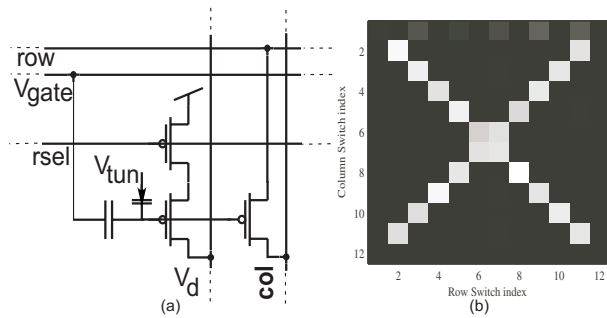 row
Vgate
rsel
Vtun
Vd
col
(a)
Column Switch index
2
4
6
8
10
12
2 4 6 8 10 12
Row Switch index
(b)